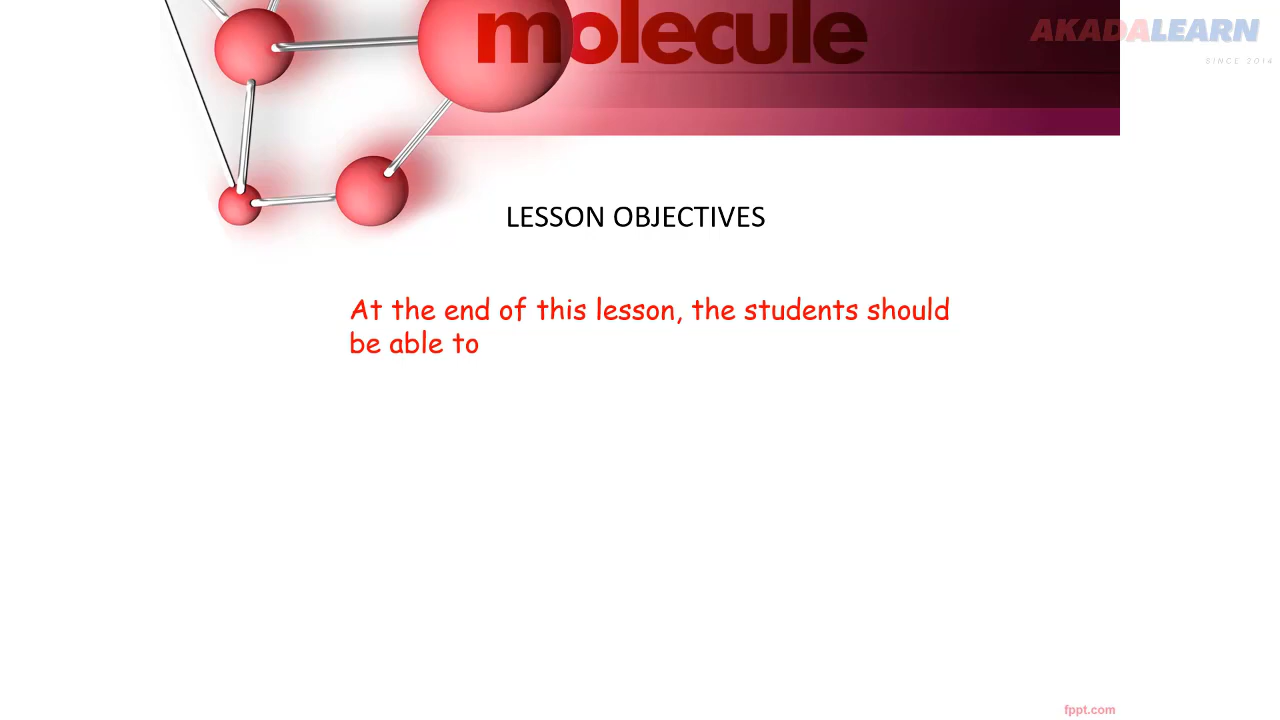 molecule
AKADALEARN
SINCE 2014
LESSON OBJECTIVES
At the end of this lesson, the students should
be able to
fppt.com